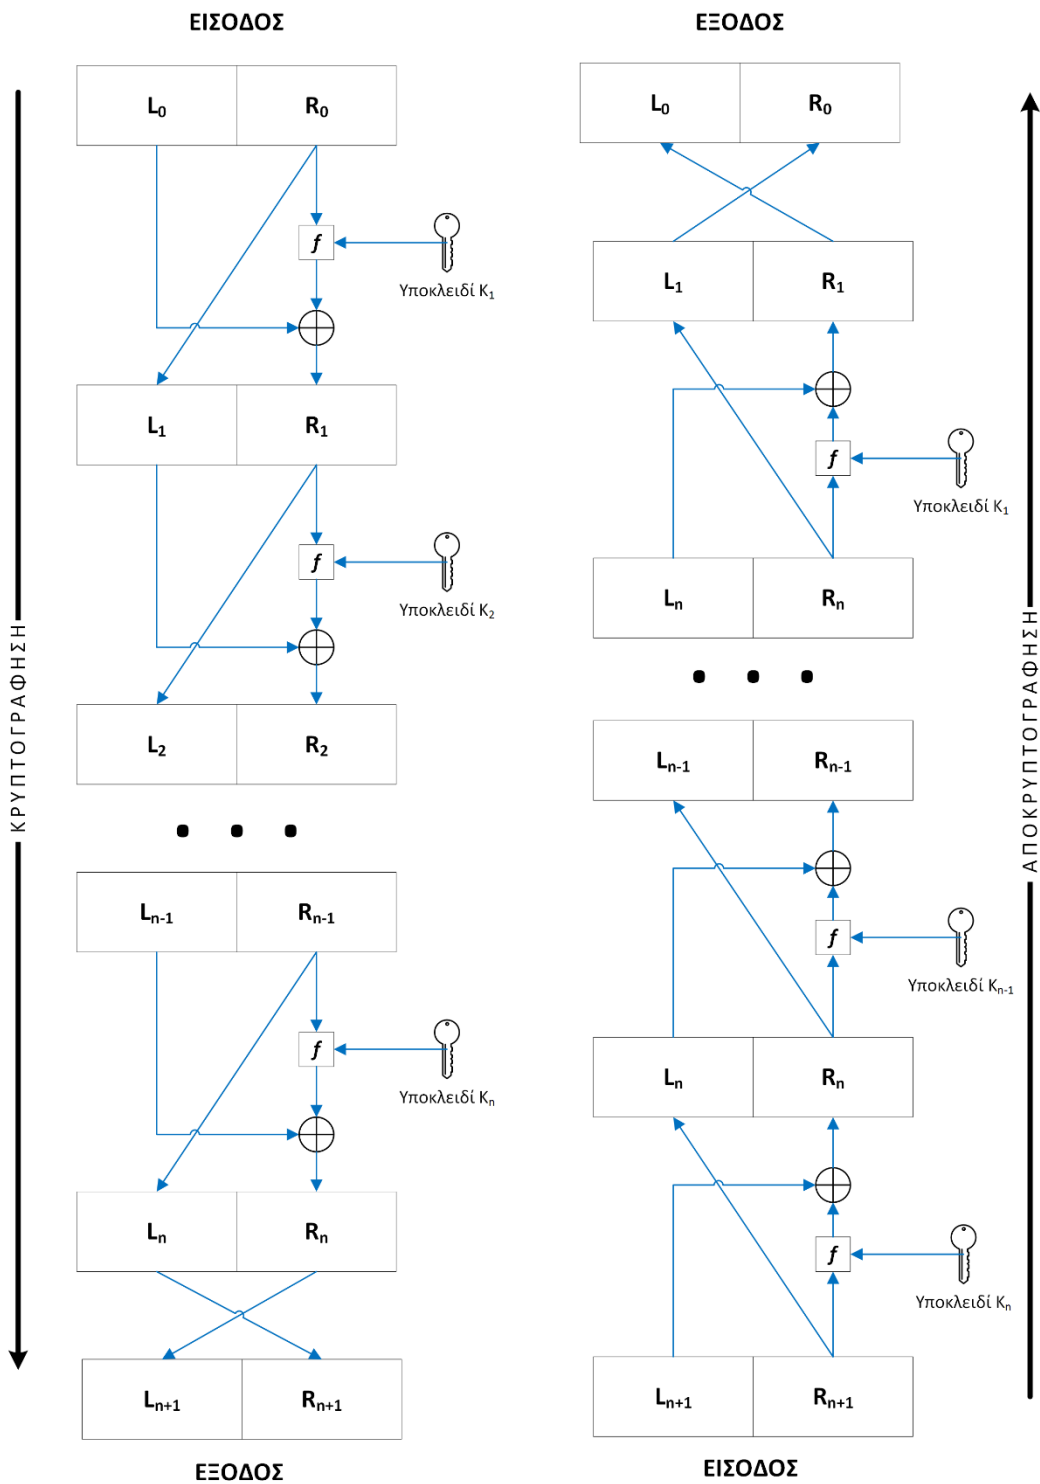 ΕΙΣΟΔΟΣ
L0 R0
f
Υποκλειδί K1
L1 R1
f
Υποκλειδί K2
L2 R2
Ln-1 Rn-1
f
Υποκλειδί Kn
Ln Rn
Ln+1 Rn+1
ΕΞΟΔΟΣ
ΚΡΥΠΤΟΓΡΑΦΗΣΗ
ΕΞΟΔΟΣ
L0 R0
L1 R1
f
Υποκλειδί K1
Ln Rn
Ln-1 Rn-1
f
Υποκλειδί Kn-1
Ln Rn
f
Υποκλειδί Kn
Ln+1 Rn+1
ΕΙΣΟΔΟΣ
ΑΠΟΚΡΥΠΤΟΓΡΑΦΗΣΗ